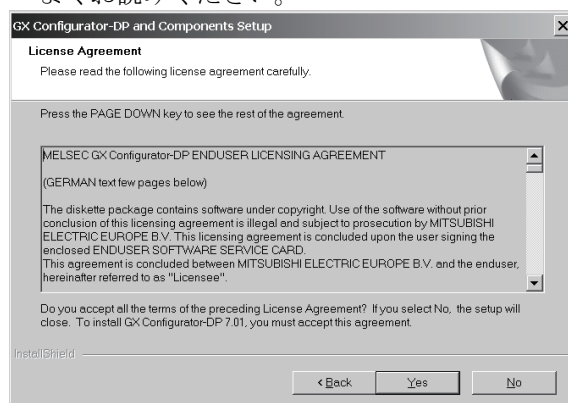 GX Configurator-DP and Components Setup
License Agreement
Please read the following license agreement carefully.
Press the PAGE DOWN key to see the rest of the agreement.
MELSEC GX Configurator-DP ENDUSER LICENSING AGREEMENT
(GERMAN text few pages below)
The diskette package contains software under copyright. Use of the software without prior
conclusion of this licensing agreement is illegal and subject to prosecution by MITSUBISHI
ELECTRIC EUROPE B.V. This licensing agreement is concluded upon the user signing the
enclosed ENDUSER SOFTWARE SERVICE CARD.
This agreement is concluded between MITSUBISHI ELECTRIC EUROPE B.V. and the enduser,
hereinafter referred to as "Licensee".
Do you accept all the terms of the preceding License Agreement? If you select No, the setup will
close. To install GX Configurator-DP 7.01, you must accept this agreement.
InstallShield
< Back
Yes
No